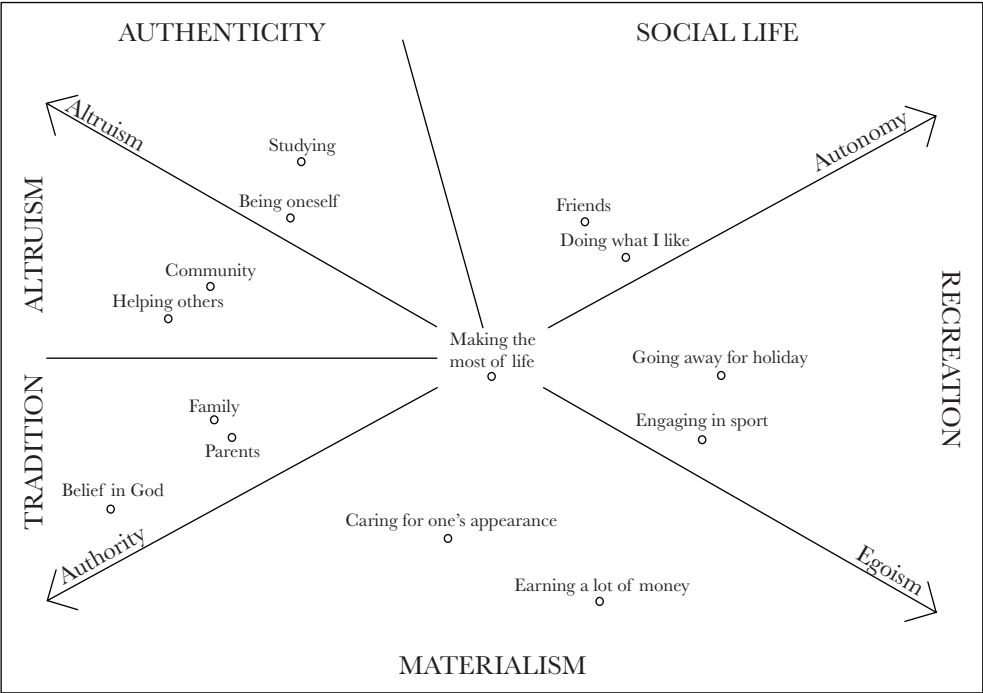 AUTHENTICITY
SOCIAL LIFE
Altruism
Autonomy
Studying
Being oneself
Friends
Doing what I like
ALTRUISM
Community
Helping others
Making the
most of life
Going away for holiday
RECREATION
Engaging in sport
TRADITION
Family
Parents
Belief in God
Authority
Caring for one’s appearance
Egoism
Earning a lot of money
MATERIALISM